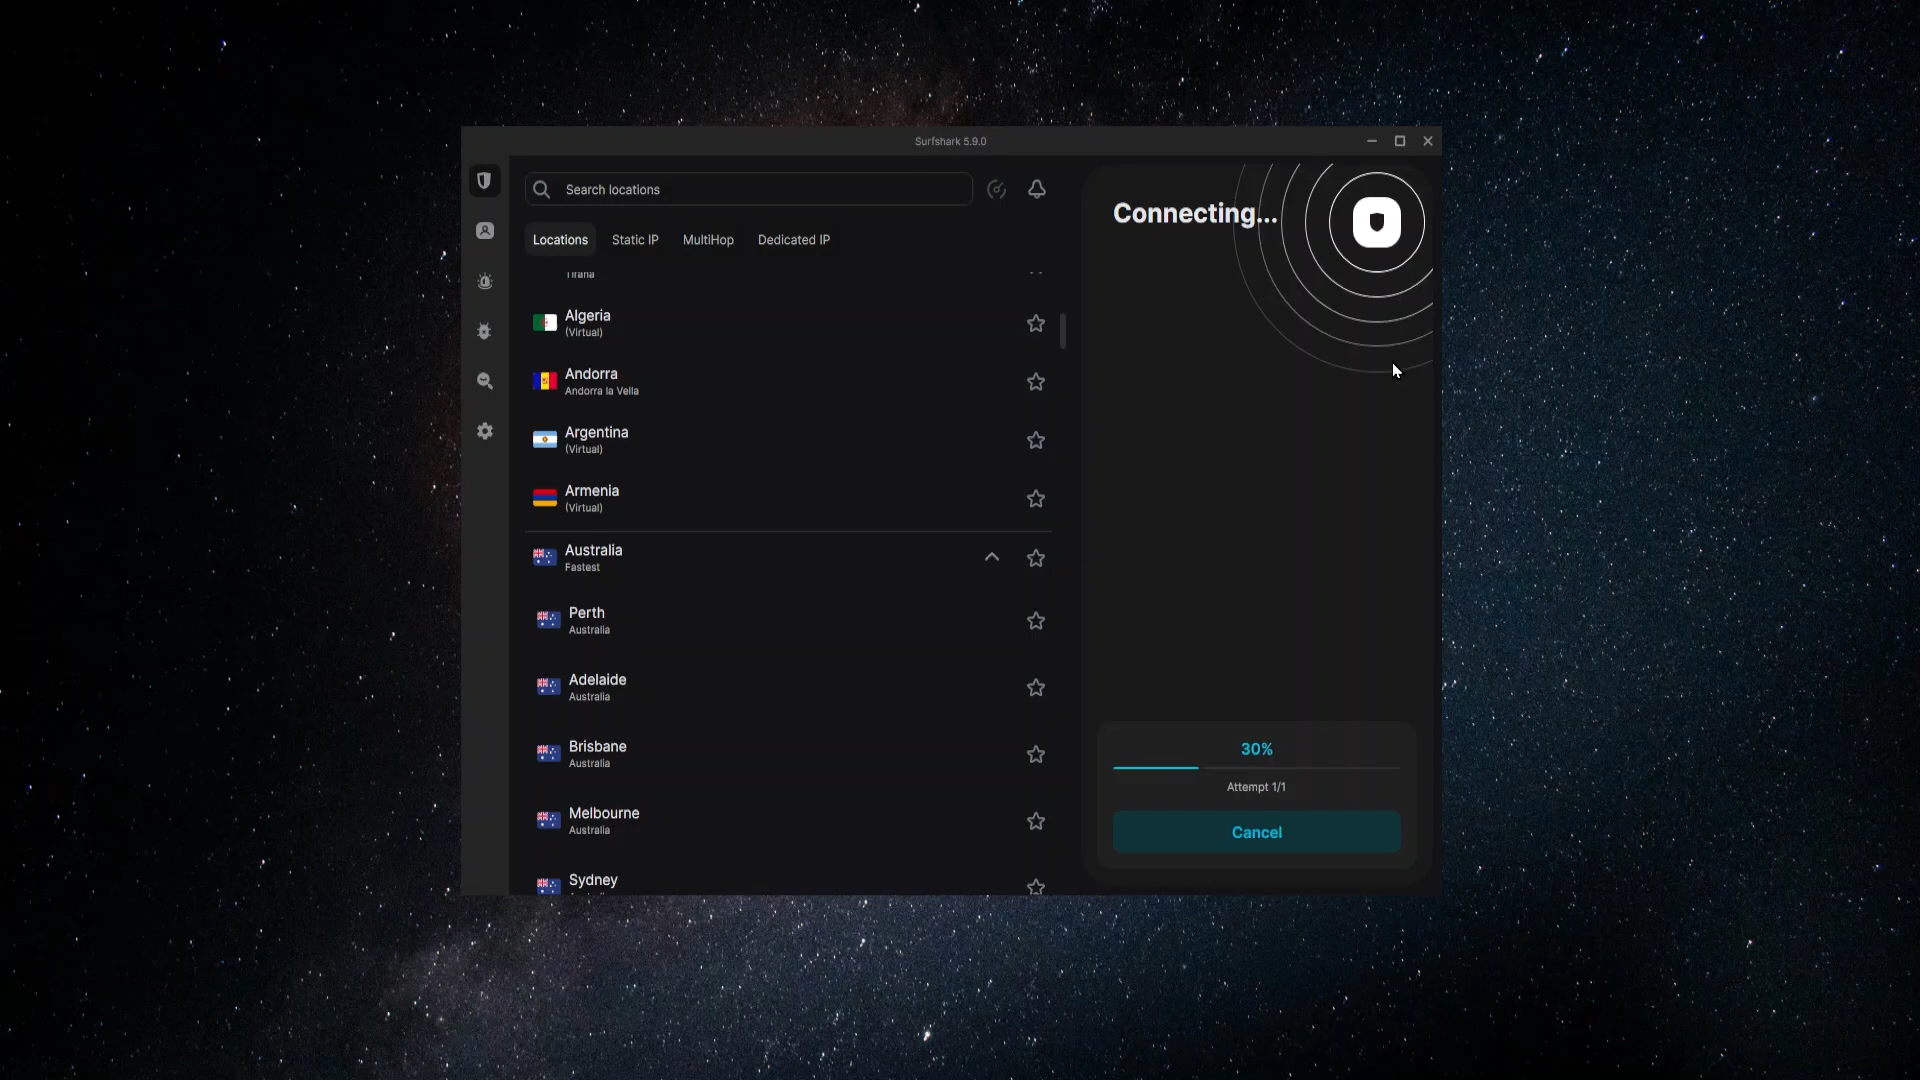 Surfshark 5.9.0
Search locations
Locations
Static IP
MultiHop
Dedicated IP
Tirana
Algeria
(Virtual)
Andorra
Andorra la Vella
Argentina
(Virtual)
Armenia
(Virtual)
Australia
Fastest
Perth
Australia
Adelaide
Australia
Brisbane
Australia
Melbourne
Australia
Sydney
Connecting...
30%
Attempt 1/1
Cancel